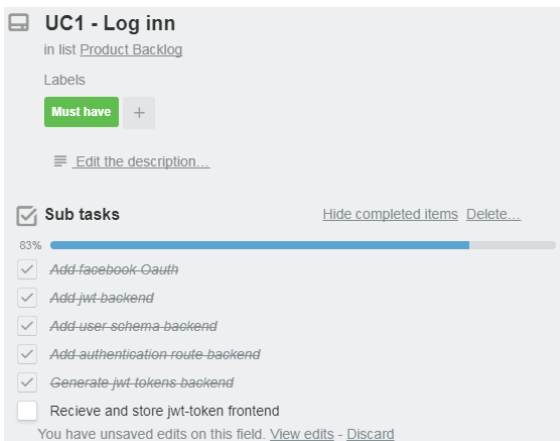 UC1 - Log inn
in list Product Backlog
Labels
Must have +
Edit the description...
Sub tasks Hide completed items Delete...
83%
Add facebook Oauth
Add jwt backend
Add user schema backend
Add authentication route backend
Generate jwt tokens backend
Recieve and store jwt-token frontend
You have unsaved edits on this field. View edits - Discard